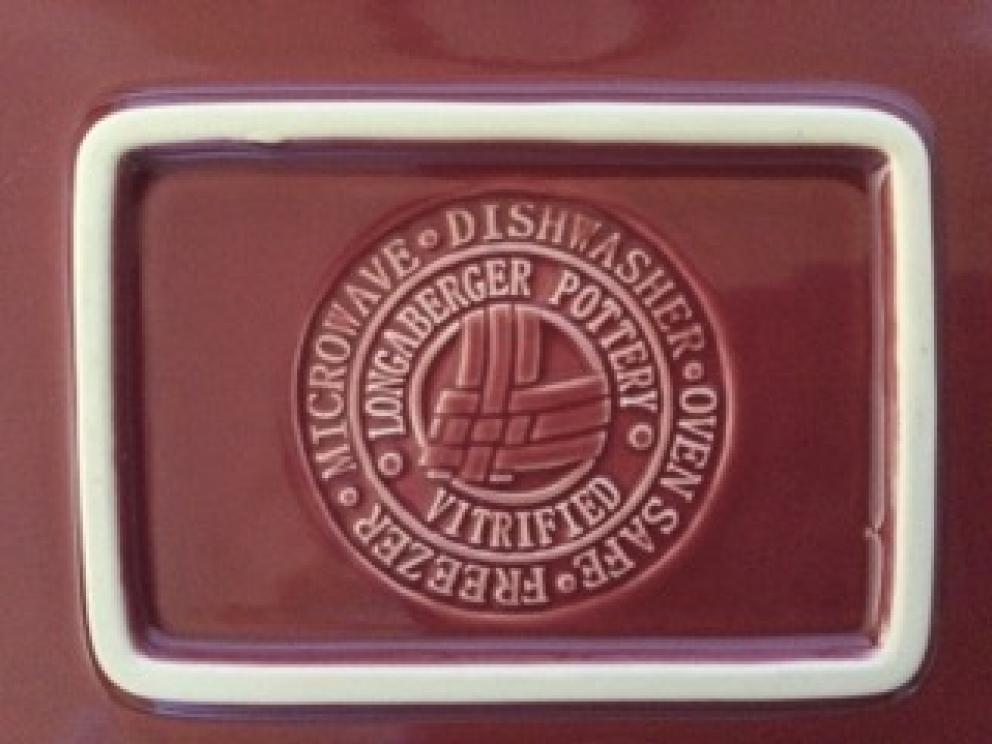 MICROWAVE • DISHWASHER • OVEN SAFE • FREEZER •
LONGABERGER POTTERY
VITRIFIED